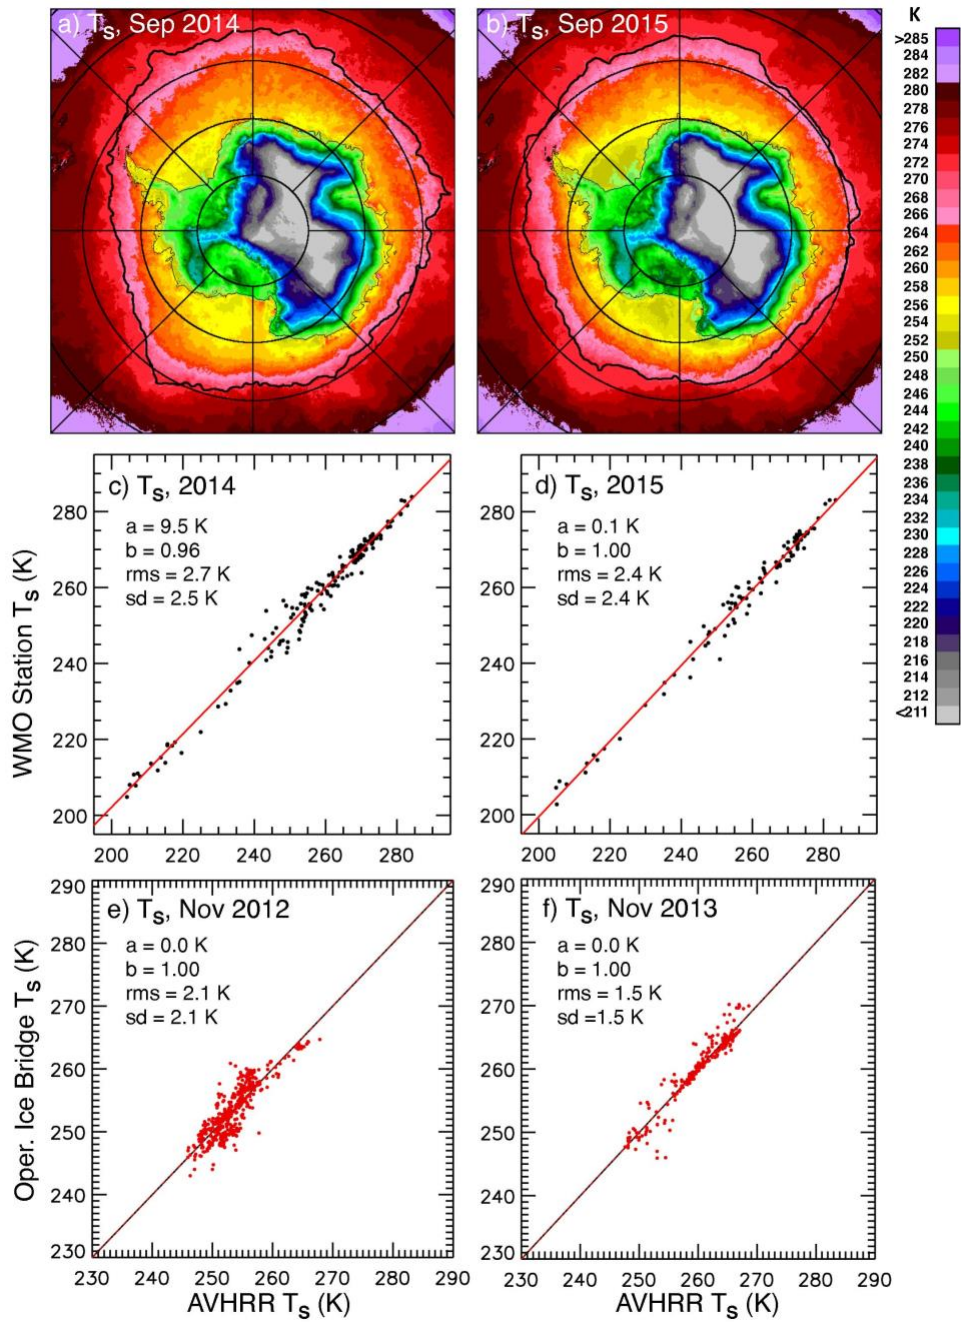 a) Ts, Sep 2014
b) Ts, Sep 2015
K
>285
284
282
280
278
276
274
272
270
268
266
264
262
260
258
256
254
252
250
248
246
244
242
240
238
236
234
232
230
228
226
224
222
220
218
216
214
212
<211
c) Ts, 2014
a = 9.5 K
b = 0.96
rms = 2.7 K
sd = 2.5 K
280
260
240
220
200
200 220 240 260 280
WMO Station Ts (K)
d) Ts, 2015
a = 0.1 K
b = 1.00
rms = 2.4 K
sd = 2.4 K
280
260
240
220
200
200 220 240 260 280
e) Ts, Nov 2012
a = 0.0 K
b = 1.00
rms = 2.1 K
sd = 2.1 K
290
280
270
260
250
240
230
230 240 250 260 270 280 290
Oper. Ice Bridge Ts (K)
AVHRR Ts (K)
f) Ts, Nov 2013
a = 0.0 K
b = 1.00
rms = 1.5 K
sd =1.5 K
290
280
270
260
250
240
230
230 240 250 260 270 280 290
AVHRR Ts (K)